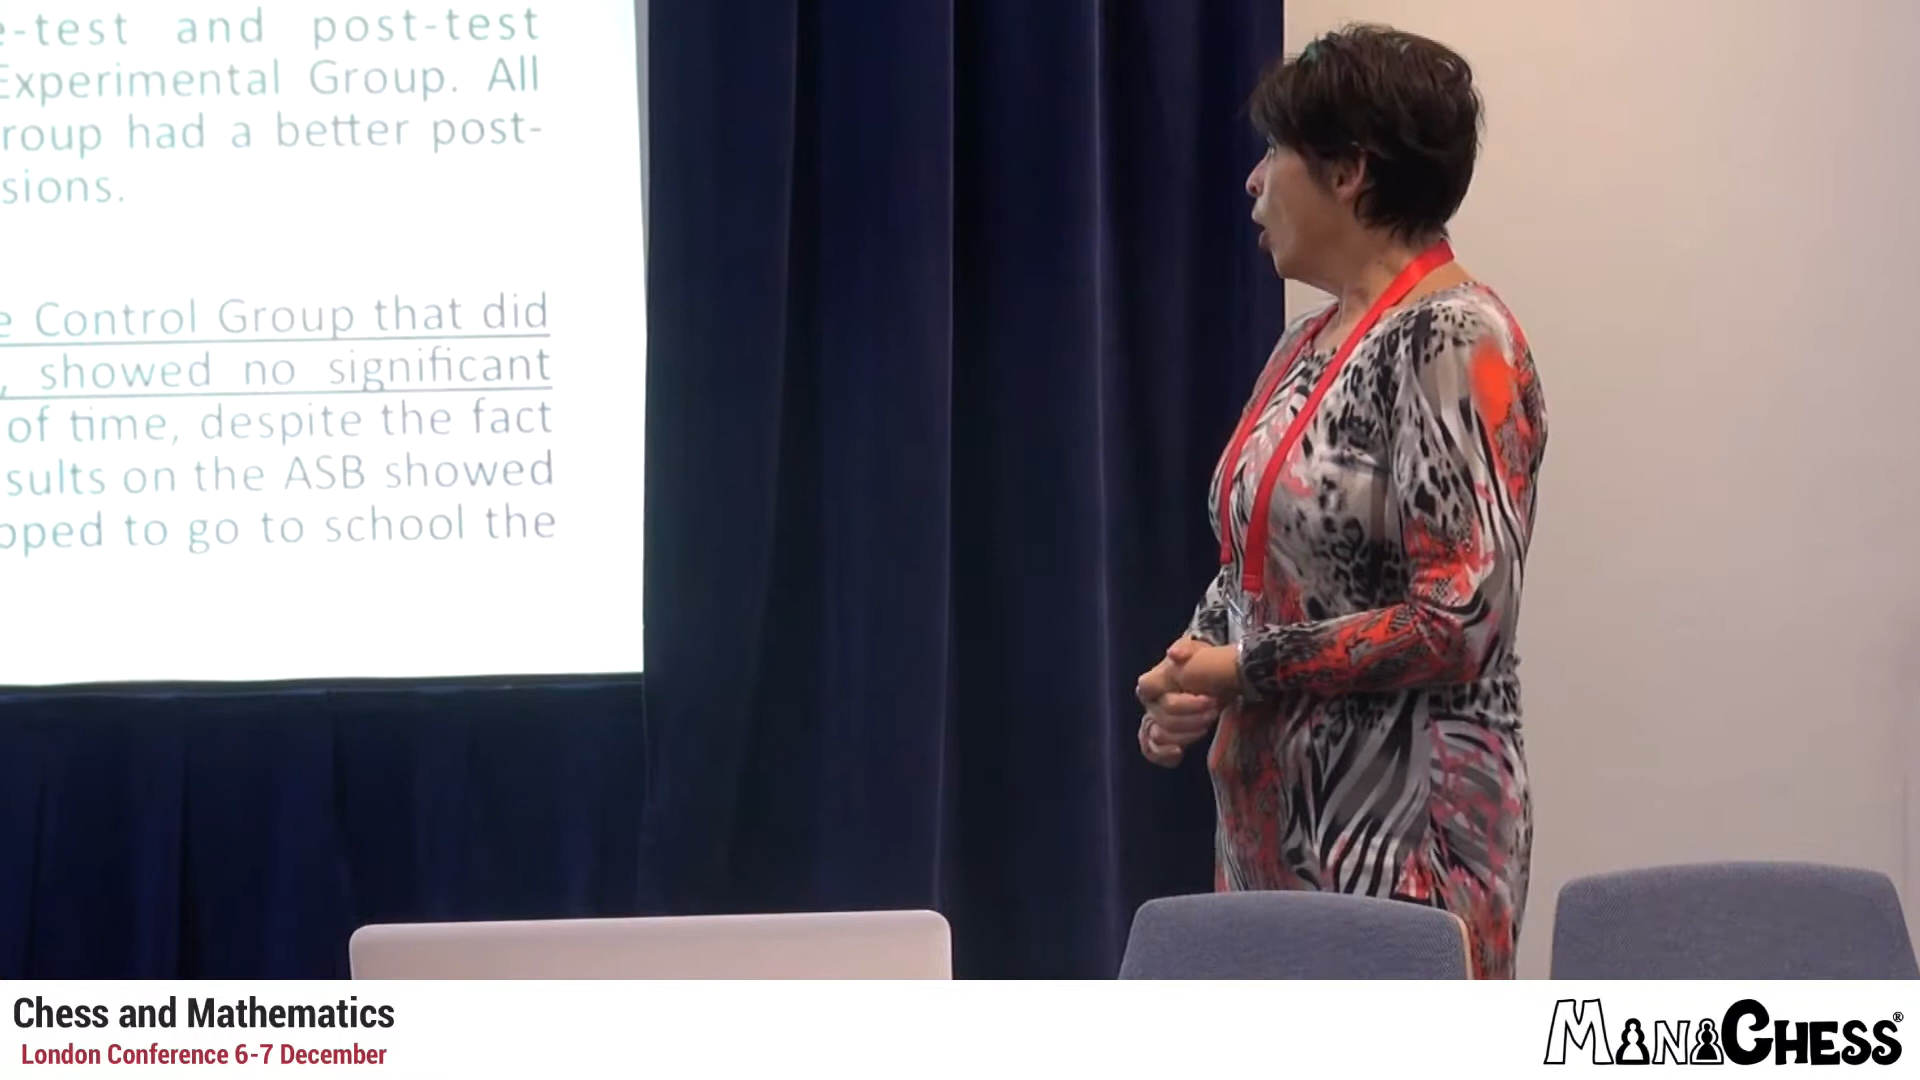 -test and post-test
Experimental Group. All
roup had a better post-
sions.
e Control Group that did
, showed no significant
of time, despite the fact
sults on the ASB showed
pped to go to school the
Chess and Mathematics
London Conference 6-7 December
MANACHESS®